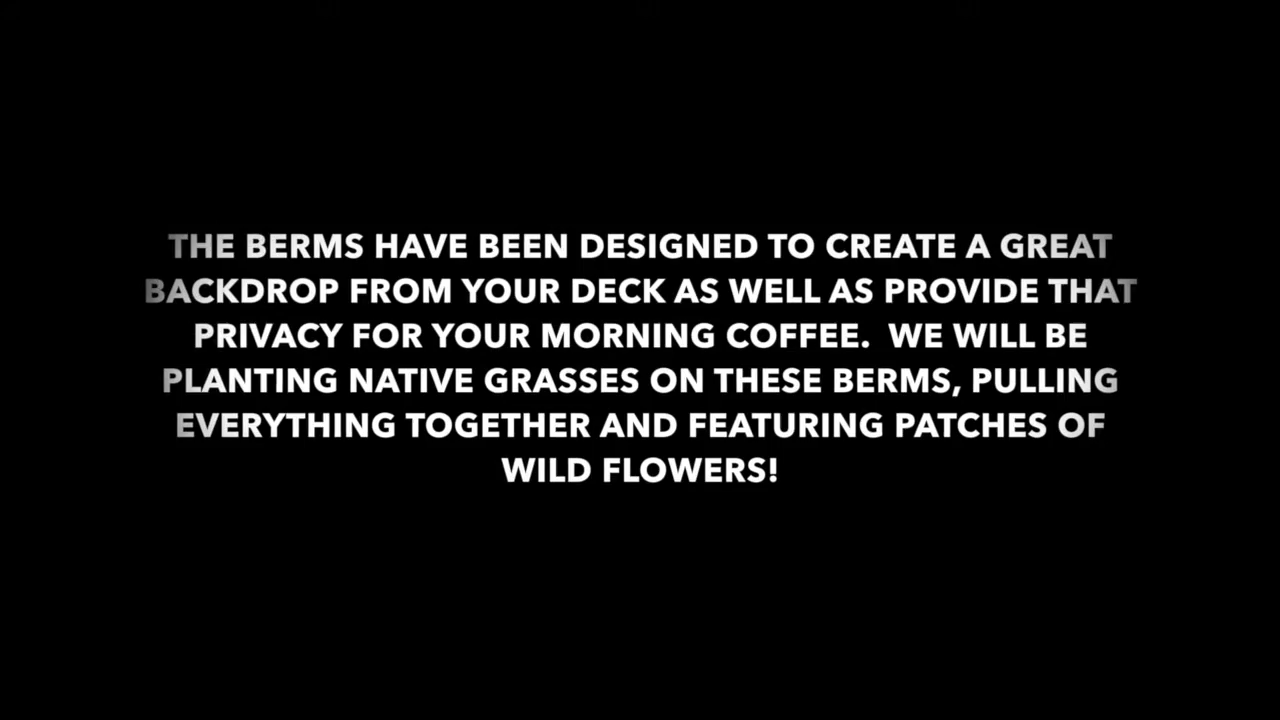 THE BERMS HAVE BEEN DESIGNED TO CREATE A GREAT
BACKDROP FROM YOUR DECK AS WELL AS PROVIDE THAT
PRIVACY FOR YOUR MORNING COFFEE.  WE WILL BE
PLANTING NATIVE GRASSES ON THESE BERMS, PULLING
EVERYTHING TOGETHER AND FEATURING PATCHES OF
WILD FLOWERS!